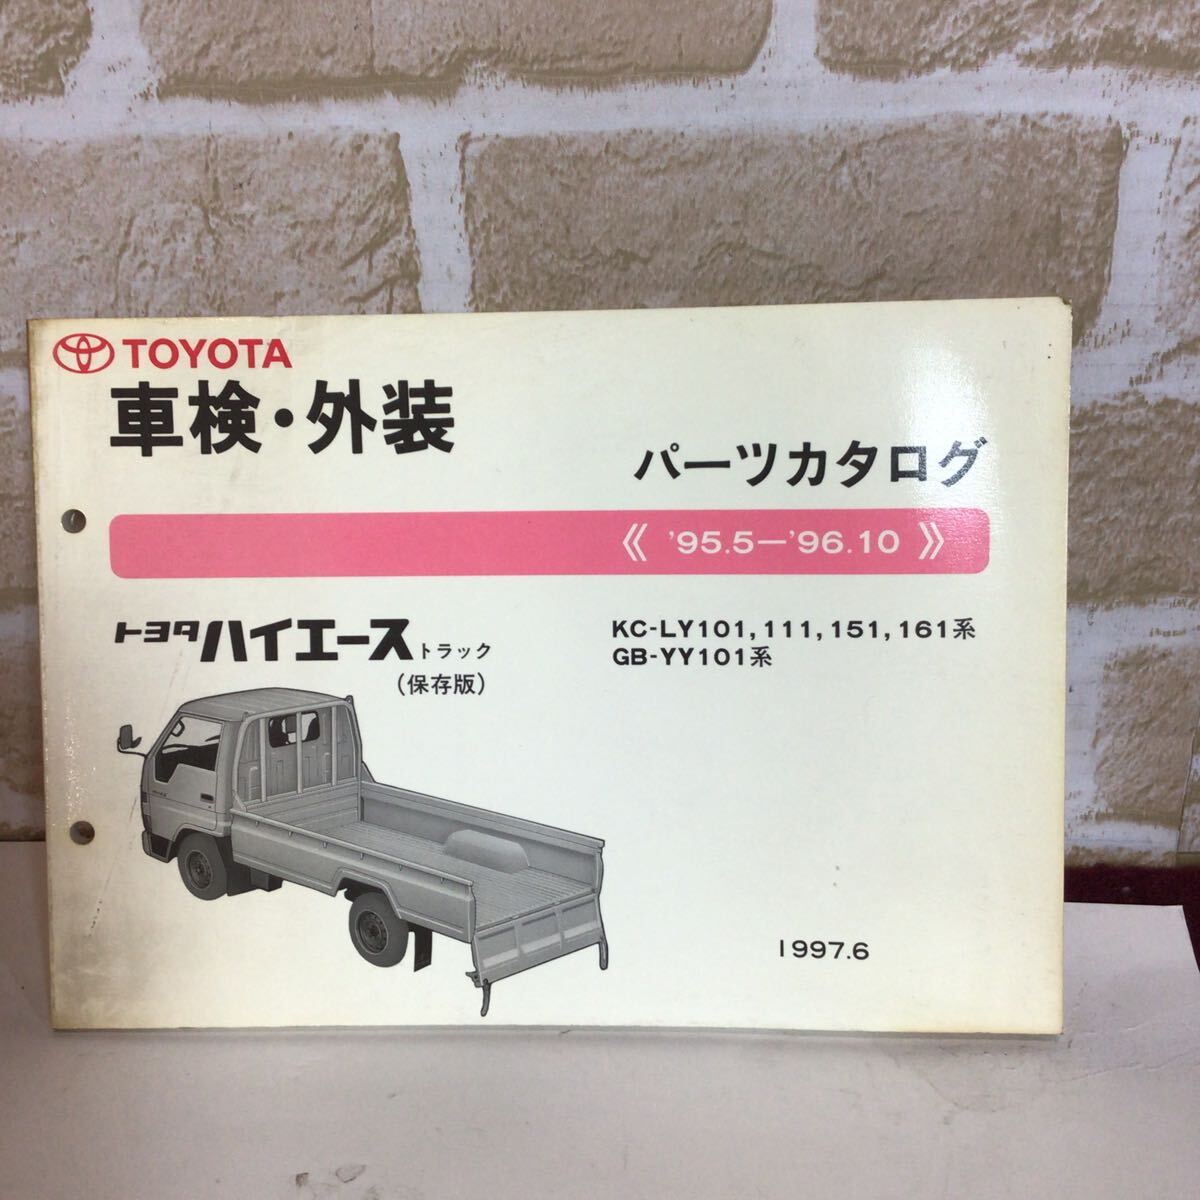 TOYOTA
車検・外装
パーツカタログ
《 '95.5－'96.10 》
トヨタ ハイエース トラック
(保存版)
KC-LY101, 111, 151, 161系
GB-YY101系
1997.6